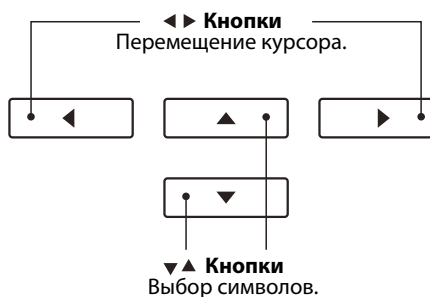 ◀ ▶ Кнопки
Перемещение курсора.
▼ ▲ Кнопки
Выбор символов.